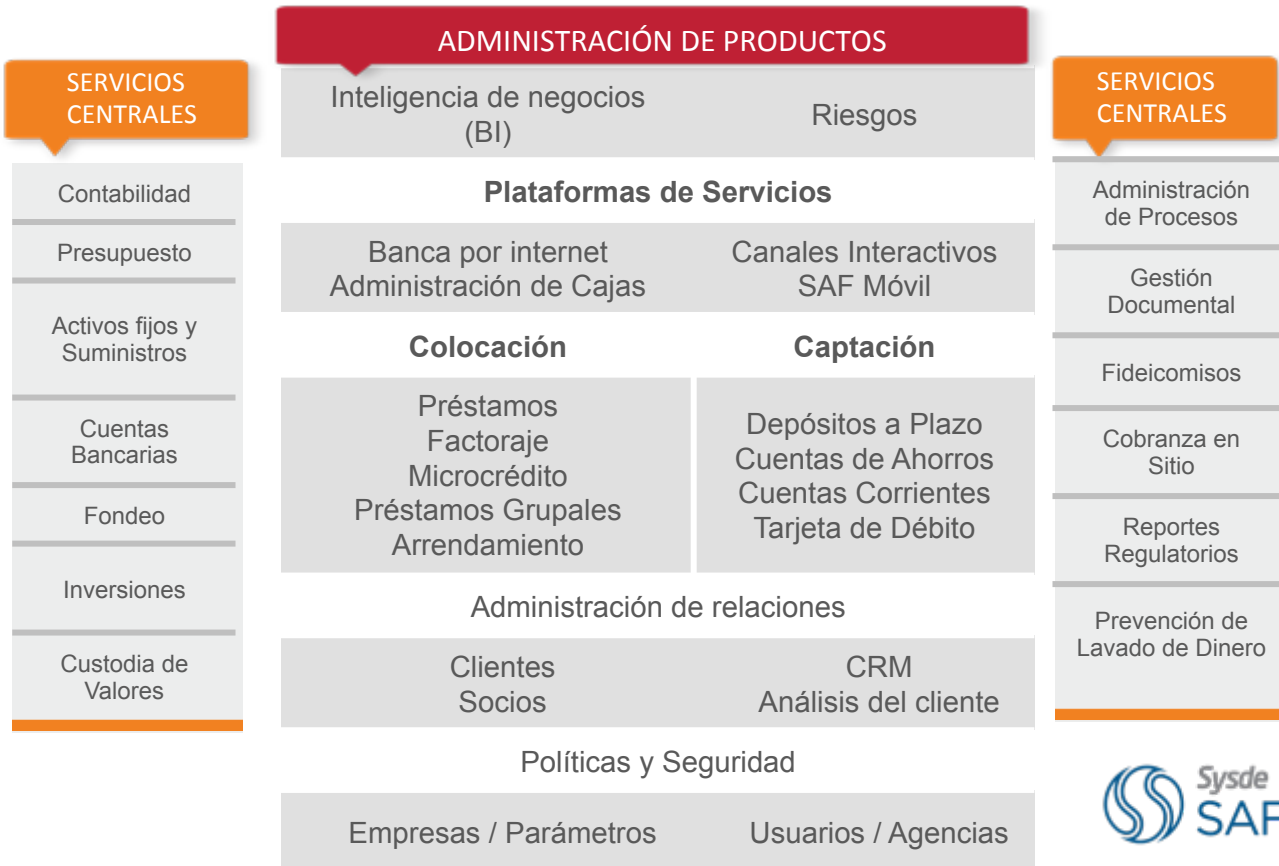 SERVICIOS
CENTRALES
Contabilidad
Presupuesto
Activos fijos y
Suministros
Cuentas
Bancarias
Fondeo
Inversiones
Custodia de
Valores
ADMINISTRACIÓN DE PRODUCTOS
Inteligencia de negocios
(BI)
Riesgos
Plataformas de Servicios
Banca por internet
Administración de Cajas
Canales Interactivos
SAF Móvil
Colocación
Préstamos
Factoraje
Microcrédito
Préstamos Grupales
Arrendamiento
Captación
Depósitos a Plazo
Cuentas de Ahorros
Cuentas Corrientes
Tarjeta de Débito
Administración de relaciones
Clientes
Socios
CRM
Análisis del cliente
Políticas y Seguridad
Empresas / Parámetros
Usuarios / Agencias
SERVICIOS
CENTRALES
Administración
de Procesos
Gestión
Documental
Fideicomisos
Cobranza en
Sitio
Reportes
Regulatorios
Prevención de
Lavado de Dinero
Sysde
SAF